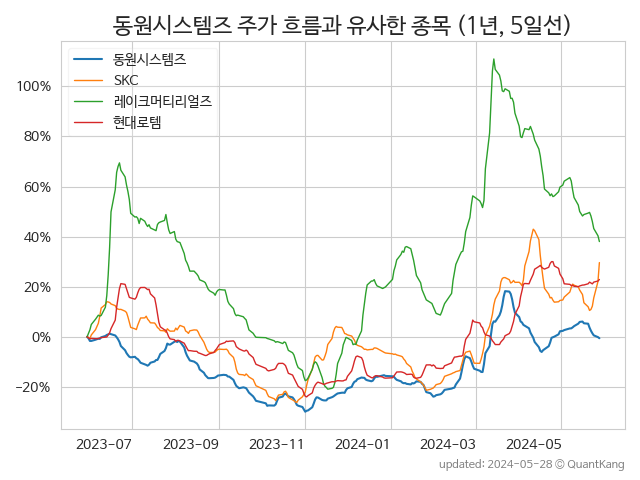 동원시스템즈 주가 흐름과 유사한 종목 (1년, 5일선)
동원시스템즈
SKC
레이크머티리얼즈
현대로템
100%
80%
60%
40%
20%
0%
−20%
2023-07 2023-09 2023-11 2024-01 2024-03 2024-05
updated: 2024-05-28 ⓒ QuantKang